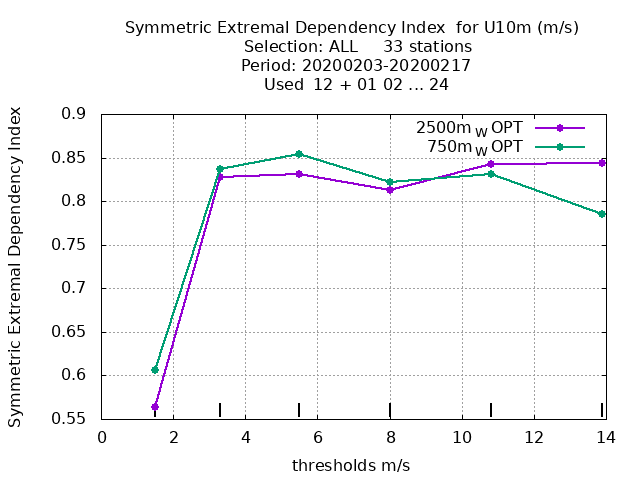 Symmetric Extremal Dependency Index  for U10m (m/s)
Selection: ALL     33 stations
Period: 20200203-20200217
Used  12 + 01 02 ... 24
2500m W OPT
750m W OPT
Symmetric Extremal Dependency Index
0.9
0.85
0.8
0.75
0.7
0.65
0.6
0.55
0 2 4 6 8 10 12 14
thresholds m/s